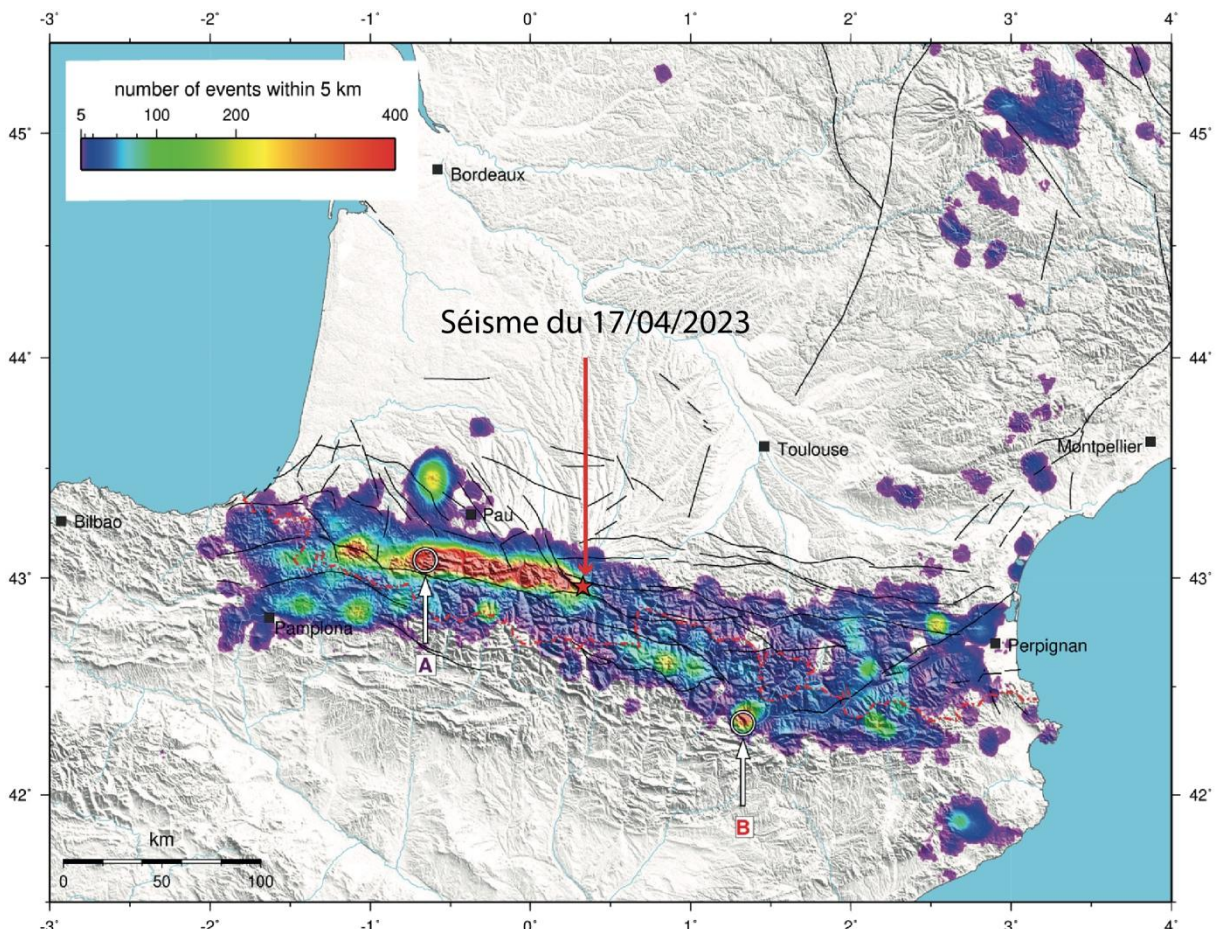 -3° -2° -1° 0° 1° 2° 3° 4°
number of events within 5 km
5 100 200 400
45° 45°
Bordeaux
Séisme du 17/04/2023
44° 44°
Toulouse
Montpellier
Bilbao
Pau
43° 43°
Pamplona
Perpignan
A
B
42° 42°
km
0 50 100
-3° -2° -1° 0° 1° 2° 3° 4°